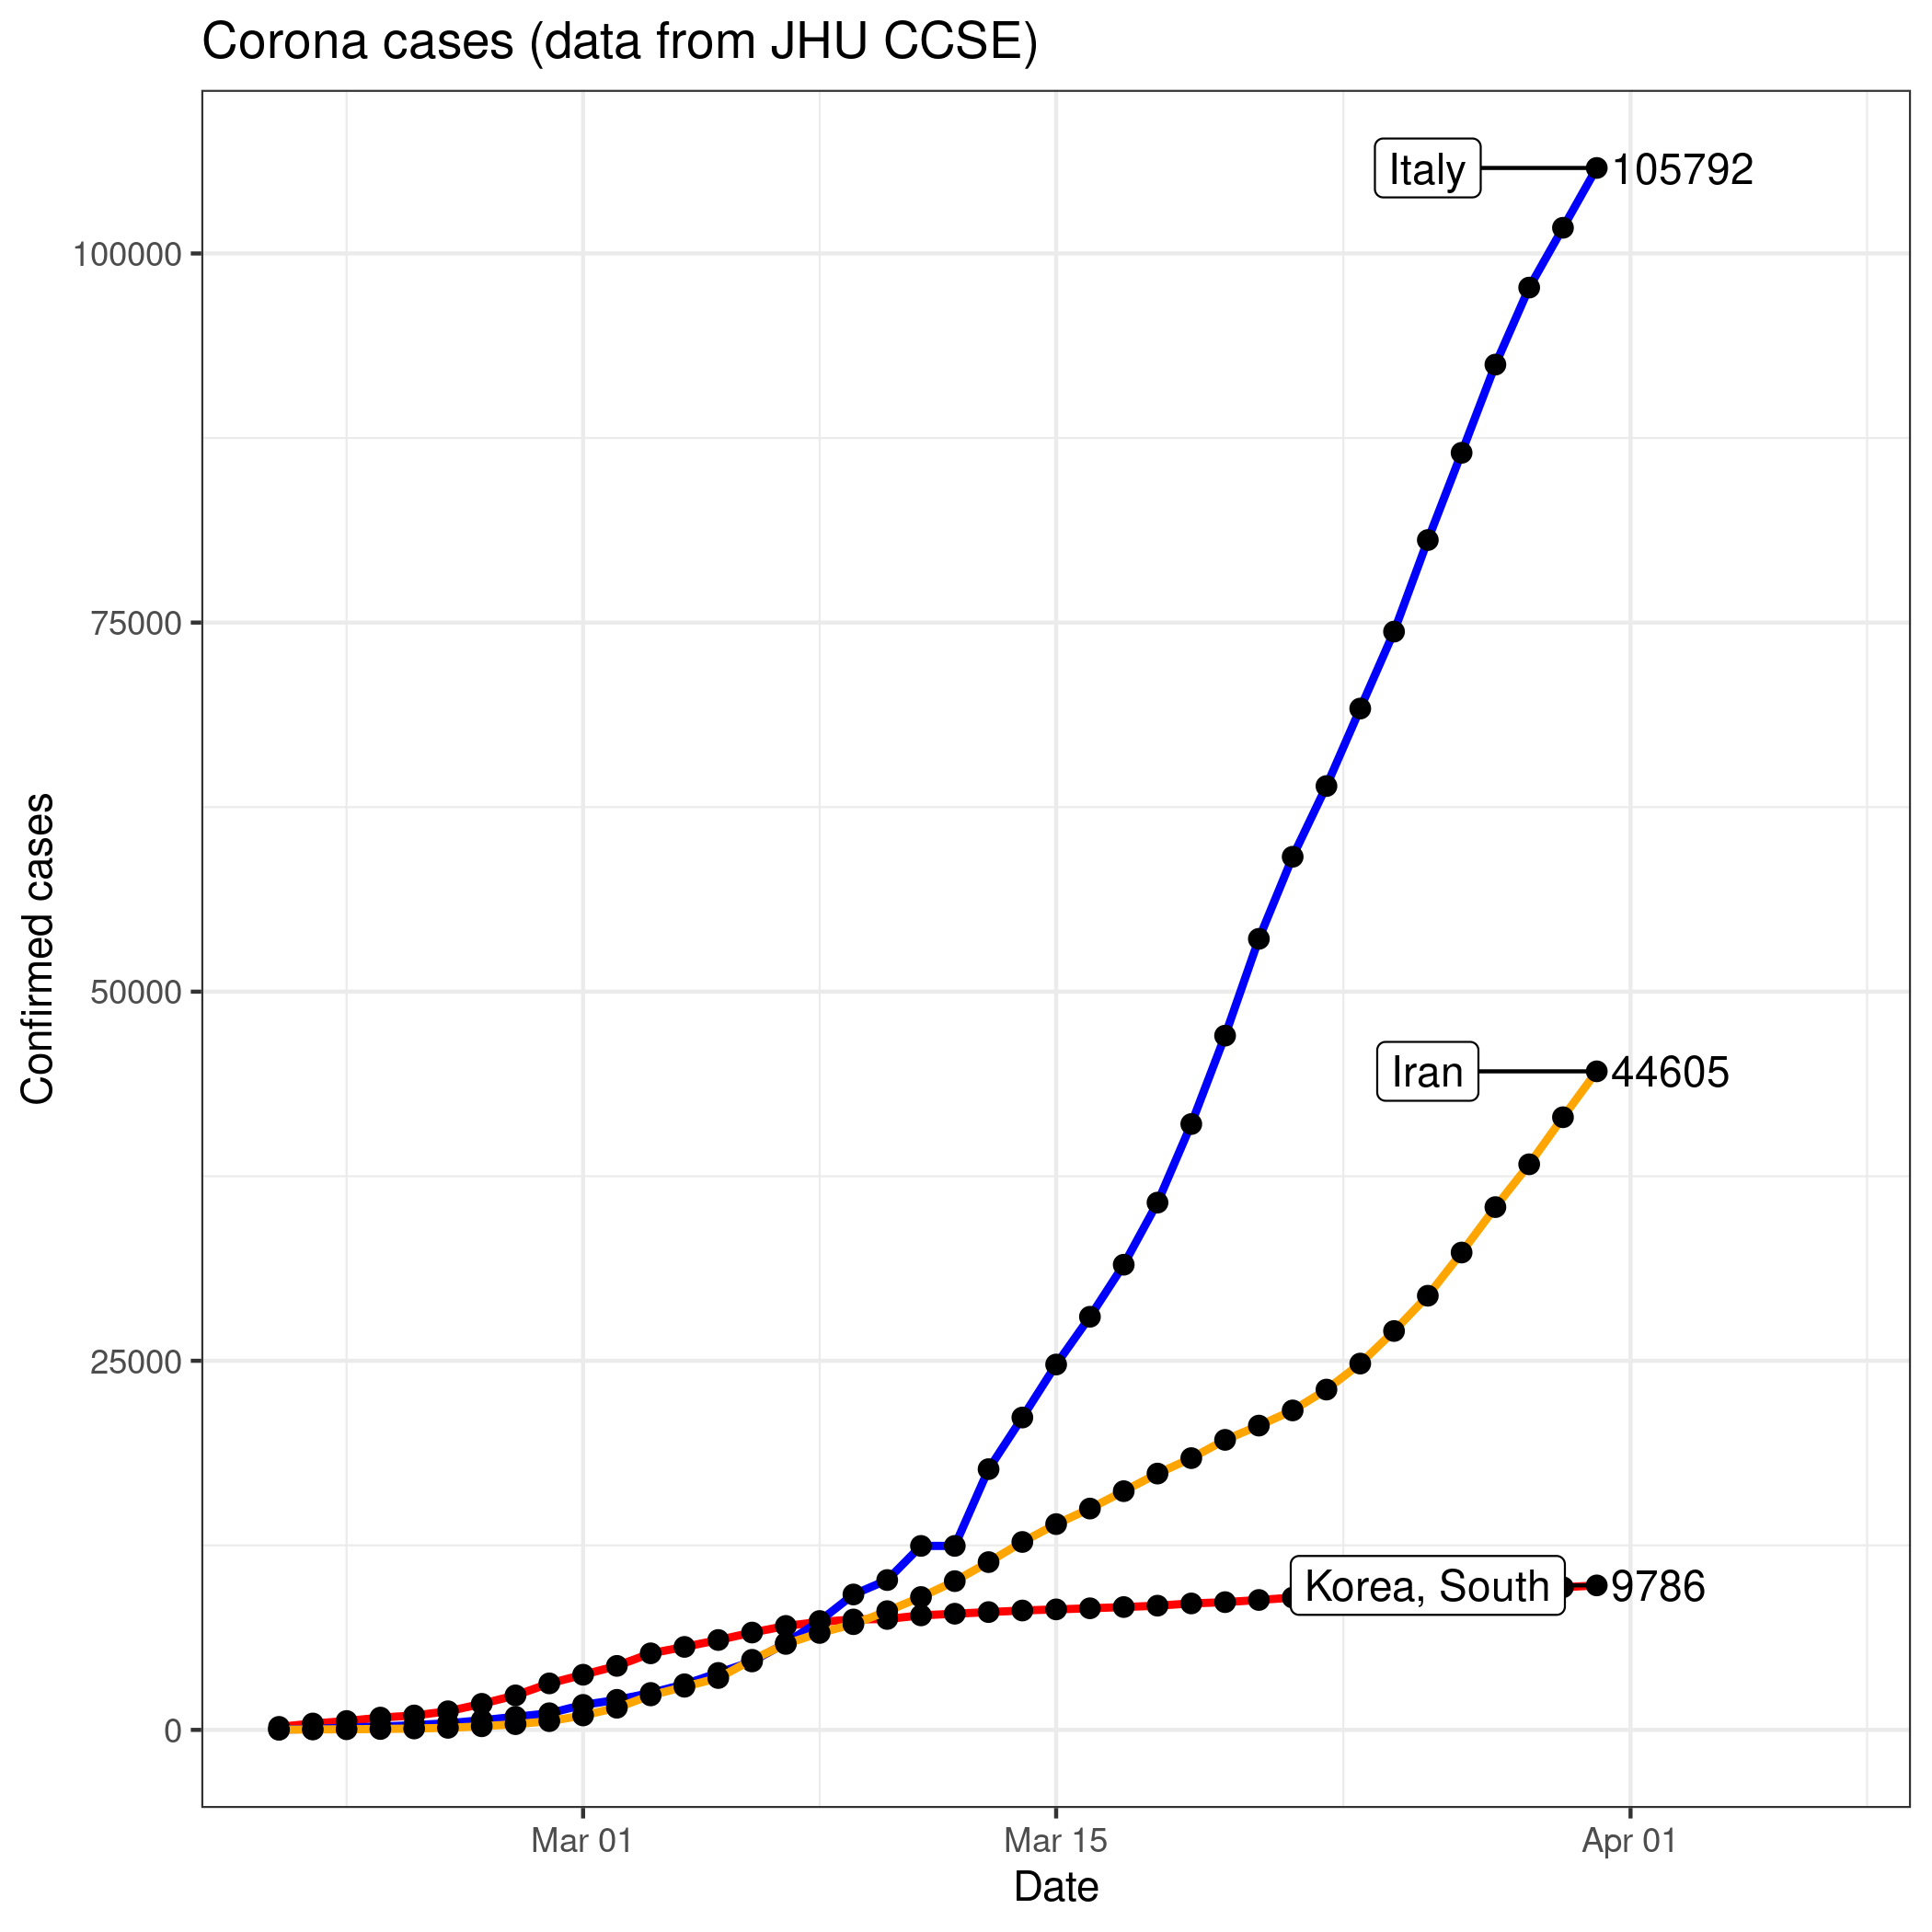 Corona cases (data from JHU CCSE)
Italy 105792
100000
75000
Confirmed cases
50000
Iran 44605
25000
Korea, South 9786
0
Mar 01 Mar 15 Apr 01
Date